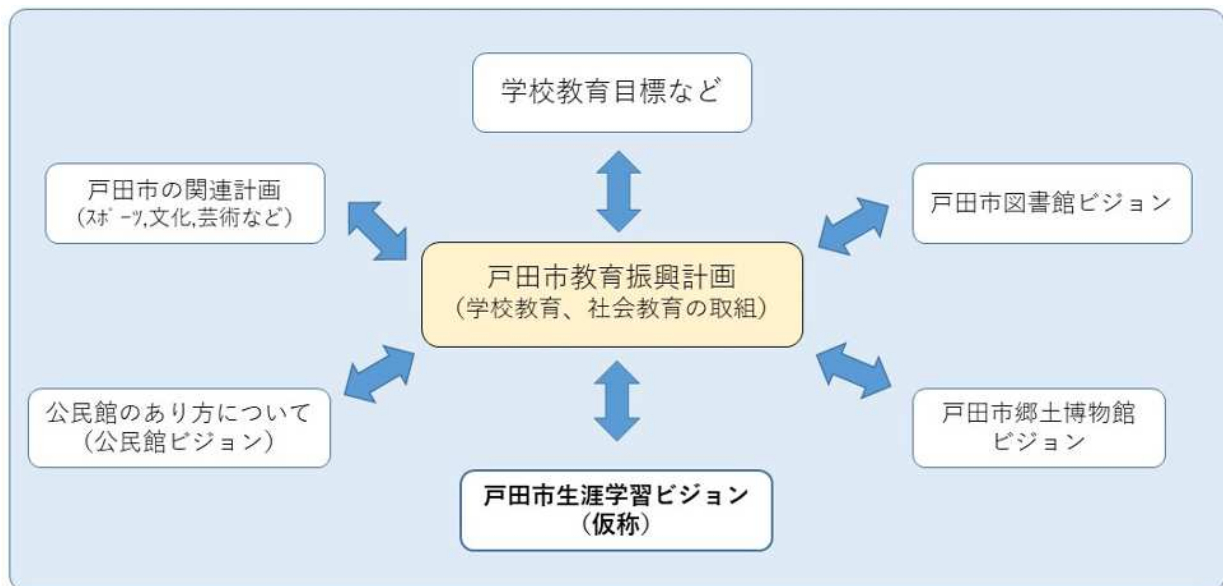 学校教育目標など
戸田市の関連計画
(ｽﾎﾟｰﾂ,文化,芸術など)
戸田市図書館ビジョン
戸田市教育振興計画
(学校教育、社会教育の取組)
公民館のあり方について
(公民館ビジョン)
戸田市郷土博物館
ビジョン
戸田市生涯学習ビジョン
(仮称)